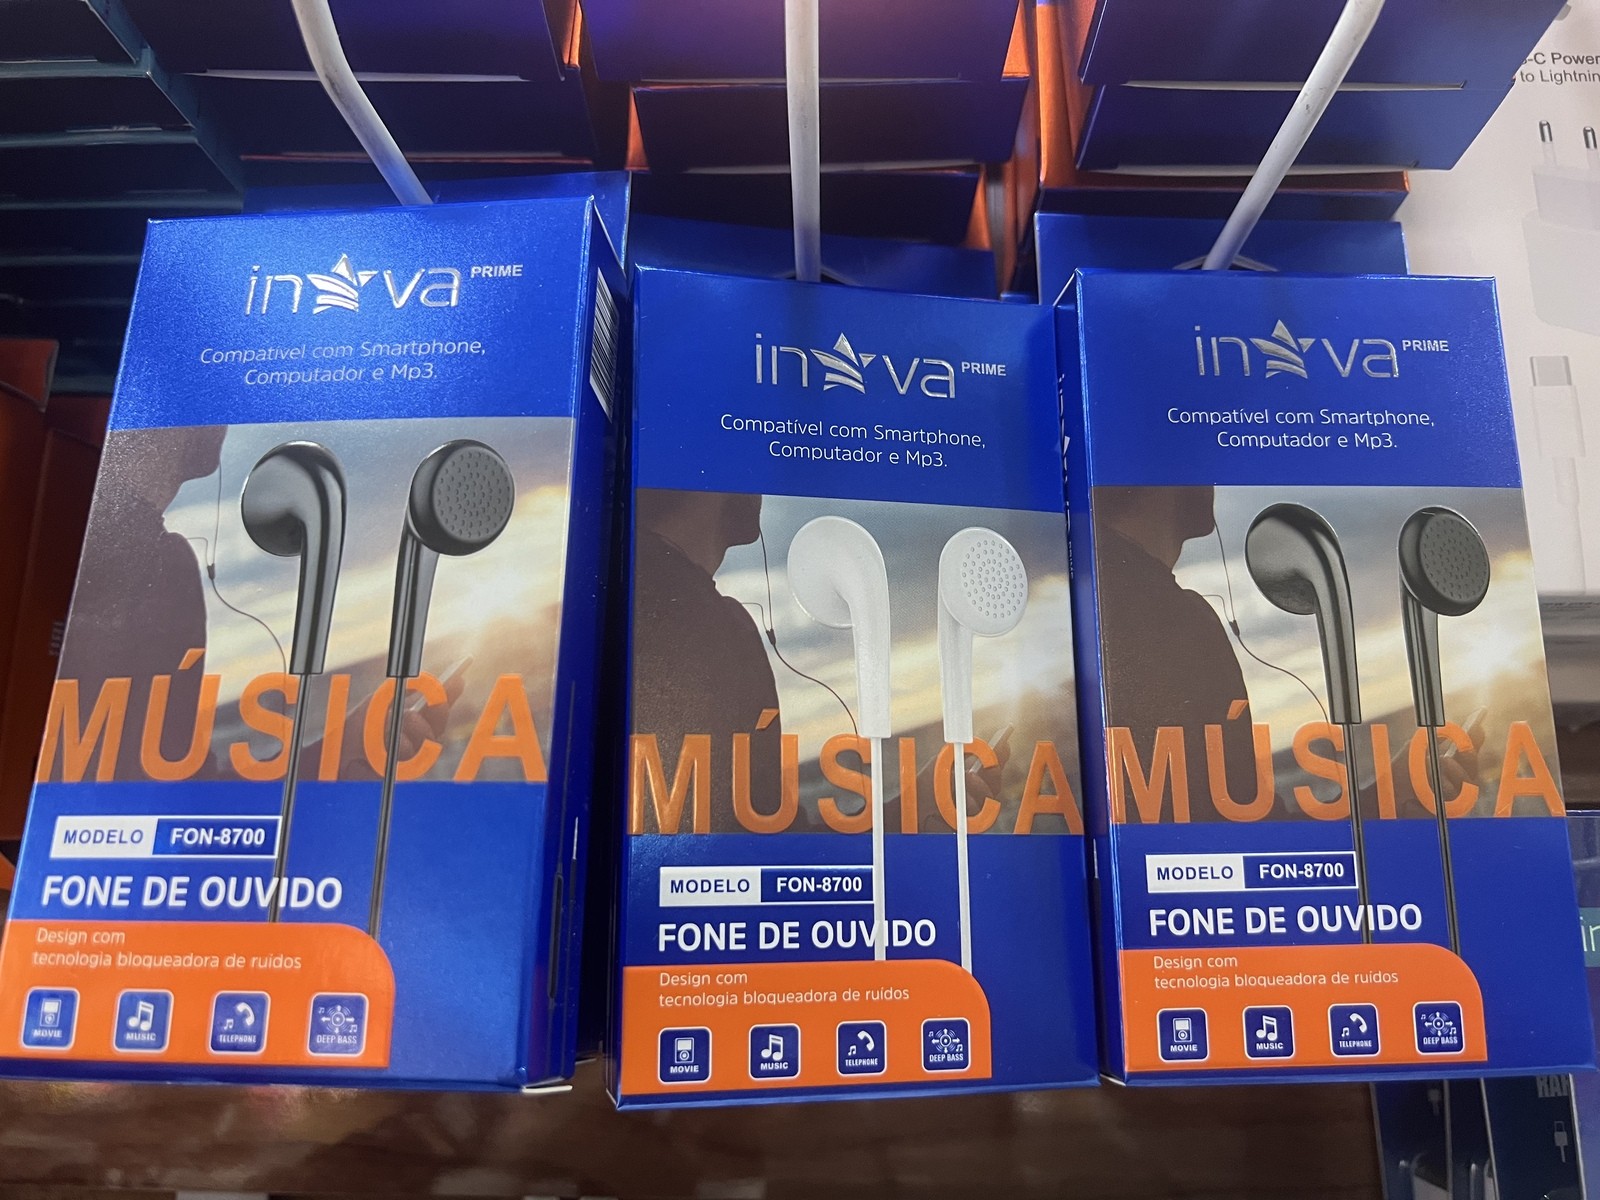 inova PRIME
Compatível com Smartphone,
Computador e Mp3.
MÚSICA
MODELO FON-8700
FONE DE OUVIDO
Design com
tecnologia bloqueadora de ruídos
MOVIE MUSIC TELEPHONE DEEP BASS
inova PRIME
Compatível com Smartphone,
Computador e Mp3.
MÚSICA
MODELO FON-8700
FONE DE OUVIDO
Design com
tecnologia bloqueadora de ruídos
MOVIE MUSIC TELEPHONE DEEP BASS
inova PRIME
Compatível com Smartphone,
Computador e Mp3.
MÚSICA
MODELO FON-8700
FONE DE OUVIDO
Design com
tecnologia bloqueadora de ruídos
MOVIE MUSIC TELEPHONE DEEP BASS
-C Power
to Lightnin